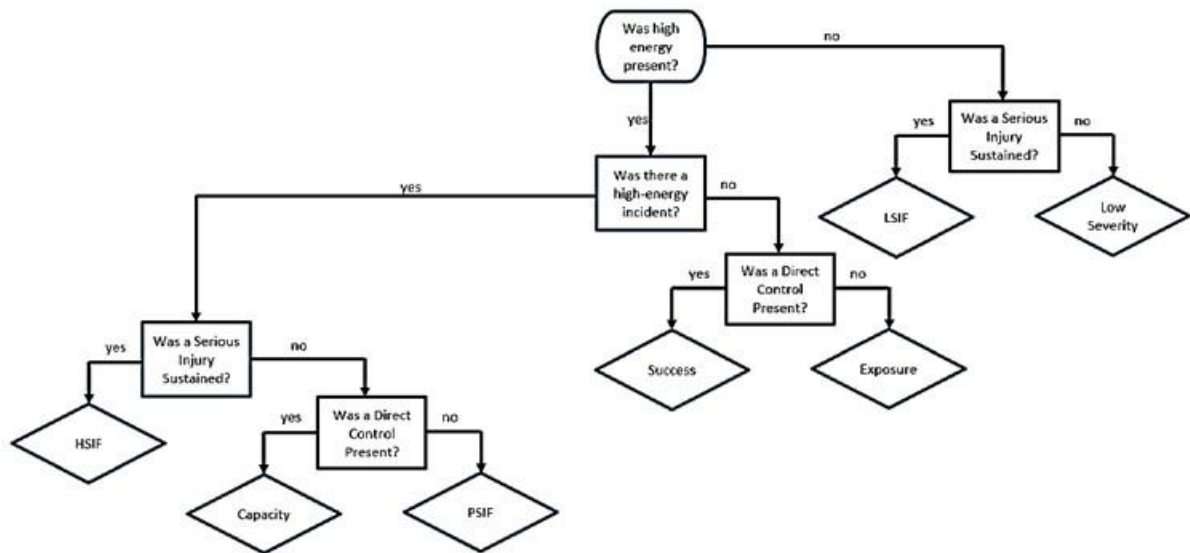 Was high
energy
present?
no
yes
Was a Serious
Injury
Sustained?
yes
no
LSIF
Low
Severity
Was there a
high-energy
incident?
yes
no
Was a Direct
Control
Present?
yes
no
Success
Exposure
Was a Serious
Injury
Sustained?
yes
no
HSIF
Was a Direct
Control
Present?
yes
no
Capacity
PSIF